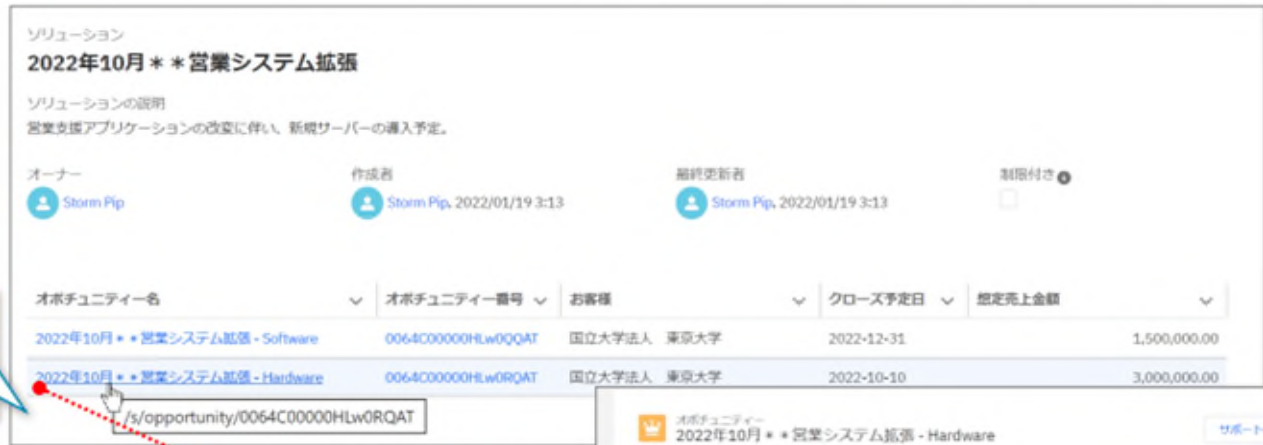 ソリューション
2022年10月＊＊営業システム拡張
ソリューションの説明
営業支援アプリケーションの改変に伴い、新規サーバーの導入予定。
オーナー 作成者 最終更新者 制限付き
Storm Pip Storm Pip, 2022/01/19 3:13 Storm Pip, 2022/01/19 3:13
オポチュニティー名 オポチュニティー番号 お客様 クローズ予定日 想定売上金額
2022年10月＊＊営業システム拡張 - Software 0064C00000HLw0QQAT 国立大学法人 東京大学 2022-12-31 1,500,000.00
2022年10月＊＊営業システム拡張 - Hardware 0064C00000HLw0RQAT 国立大学法人 東京大学 2022-10-10 3,000,000.00
/s/opportunity/0064C00000HLw0RQAT
オポチュニティー
2022年10月＊＊営業システム拡張 - Hardware
サポート